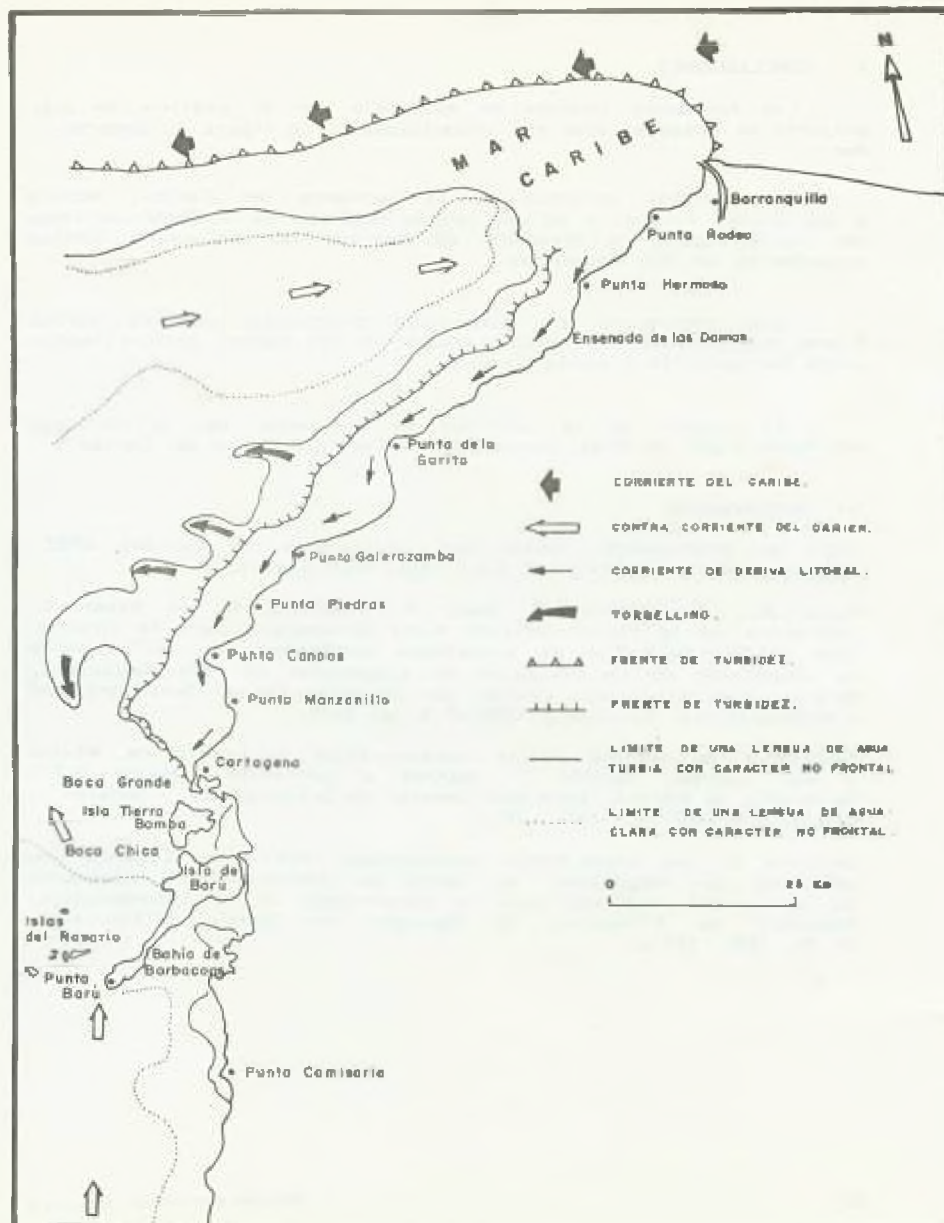 N
MAR
CARIBE
Barranquilla
Punta Rodeo
Punta Hermosa
Ensenada de las Damas.
Punta de la
Garita
CORRIENTE DEL CARIBE.
CONTRA CORRIENTE DEL DARIEN.
Punta Galerazamba
CORRIENTE DE DERIVA LITORAL.
Punta Piedras
TORBELLINO.
Punta Canoas
FRENTE DE TURBIDEZ.
Punta Manzanillo
FRENTE DE TURBIDEZ.
Cartagena
LIMITE DE UNA LENGUA DE AGUA
TURBIA CON CARACTER NO FRONTAL
Boca Grande
Isla Tierra
Bomba
LIMITE DE UNA LENGUA DE AGUA
CLARA CON CARACTER NO FRONTAL
Boca Chica
Isla de
Barú
0 25 Km
Islas
del Rosario
Bahía de
Barbacoas
Punta
Barú
Punta Comisario